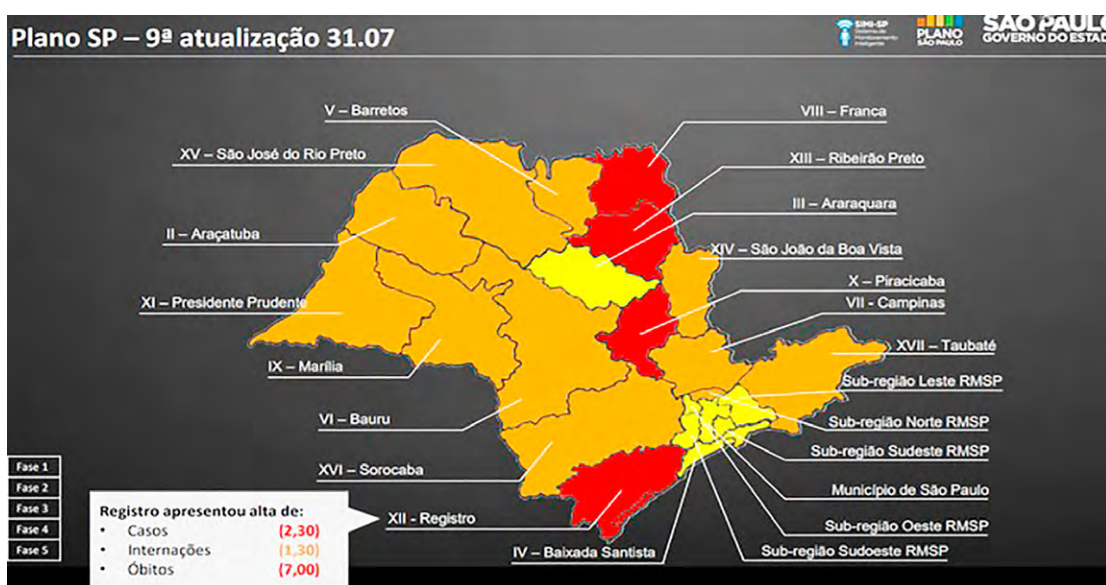 Plano SP – 9ª atualização 31.07
SIMI-SP
Sistema de
Monitoramento
Inteligente
PLANO
SÃO PAULO
SÃO PAULO
GOVERNO DO ESTAD
V – Barretos
VIII – Franca
XV – São José do Rio Preto
XIII – Ribeirão Preto
III – Araraquara
II – Araçatuba
XIV – São João da Boa Vista
X – Piracicaba
XI – Presidente Prudente
VII - Campinas
XVII – Taubaté
IX – Marília
Sub-região Leste RMSP
VI – Bauru
Sub-região Norte RMSP
Sub-região Sudeste RMSP
XVI – Sorocaba
Município de São Paulo
XII - Registro
Sub-região Oeste RMSP
IV – Baixada Santista
Sub-região Sudoeste RMSP
Fase 1
Fase 2
Fase 3
Fase 4
Fase 5
Registro apresentou alta de:
• Casos (2,30)
• Internações (1,30)
• Óbitos (7,00)